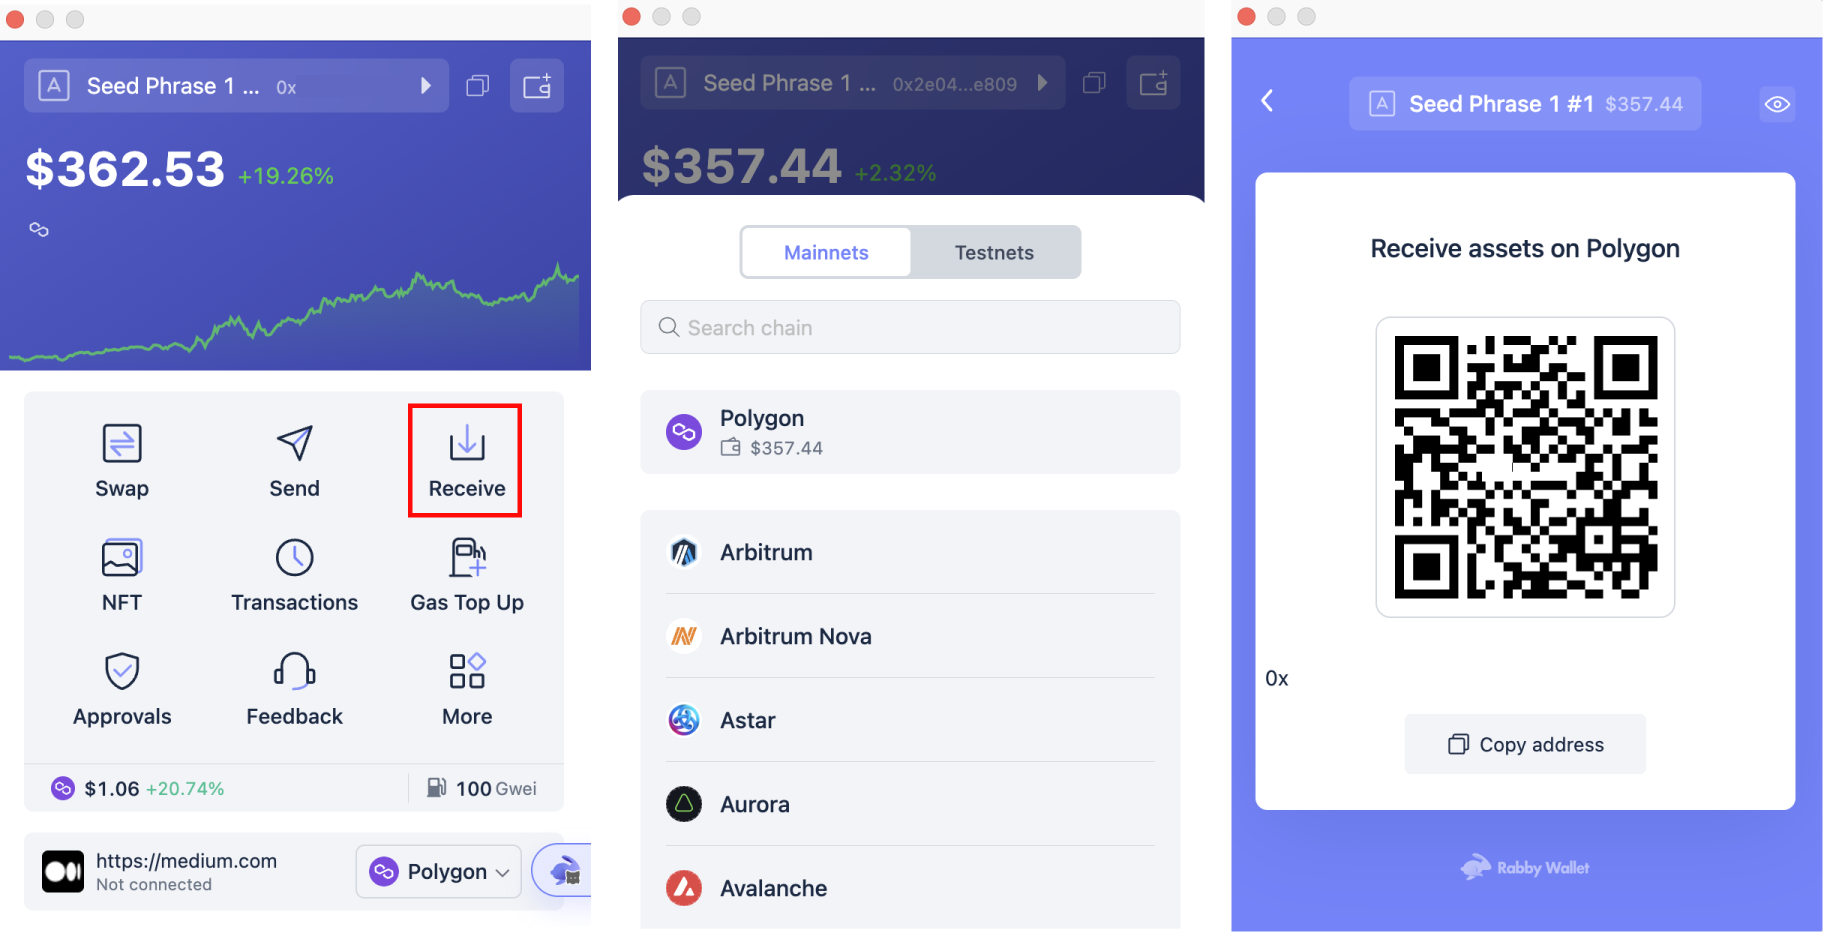 Seed Phrase 1 ... 0x
$362.53 +19.26%
Swap
Send
Receive
NFT
Transactions
Gas Top Up
Approvals
Feedback
More
$1.06 +20.74%
100 Gwei
https://medium.com
Not connected
Polygon
Seed Phrase 1 ... 0x2e04...e809
$357.44 +2.32%
Mainnets
Testnets
Search chain
Polygon
$357.44
Arbitrum
Arbitrum Nova
Astar
Aurora
Avalanche
Seed Phrase 1 #1 $357.44
Receive assets on Polygon
0x
Copy address
Rabby Wallet